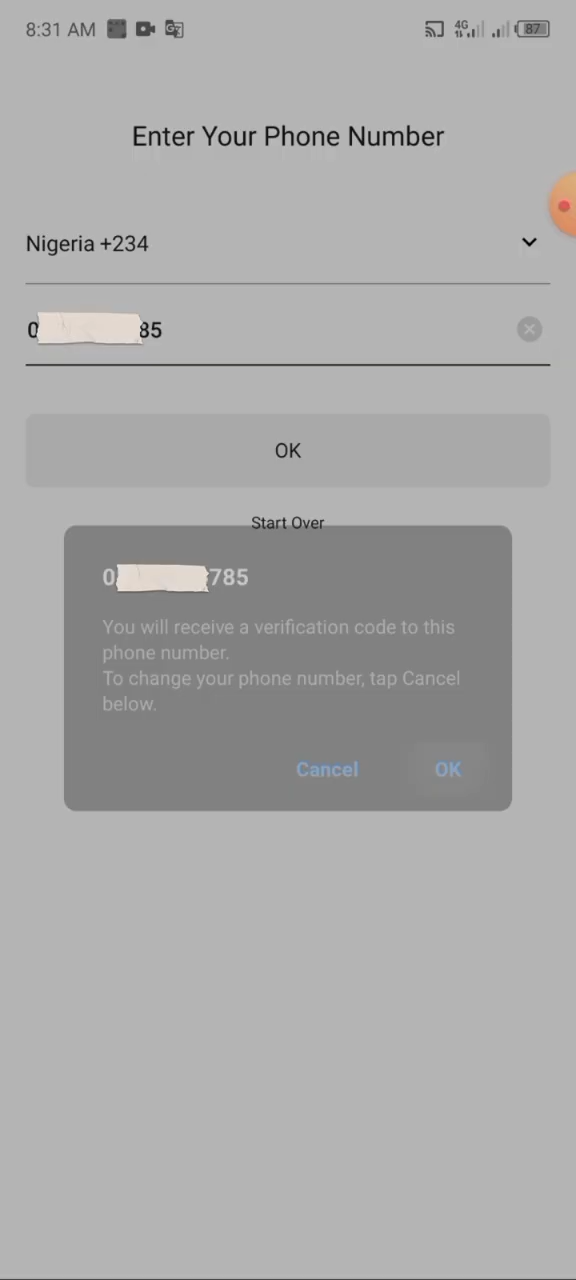 8:31 AM
4G
87
Enter Your Phone Number
Nigeria +234
0 85
OK
Start Over
0 785
You will receive a verification code to this
phone number.
To change your phone number, tap Cancel
below.
Cancel OK